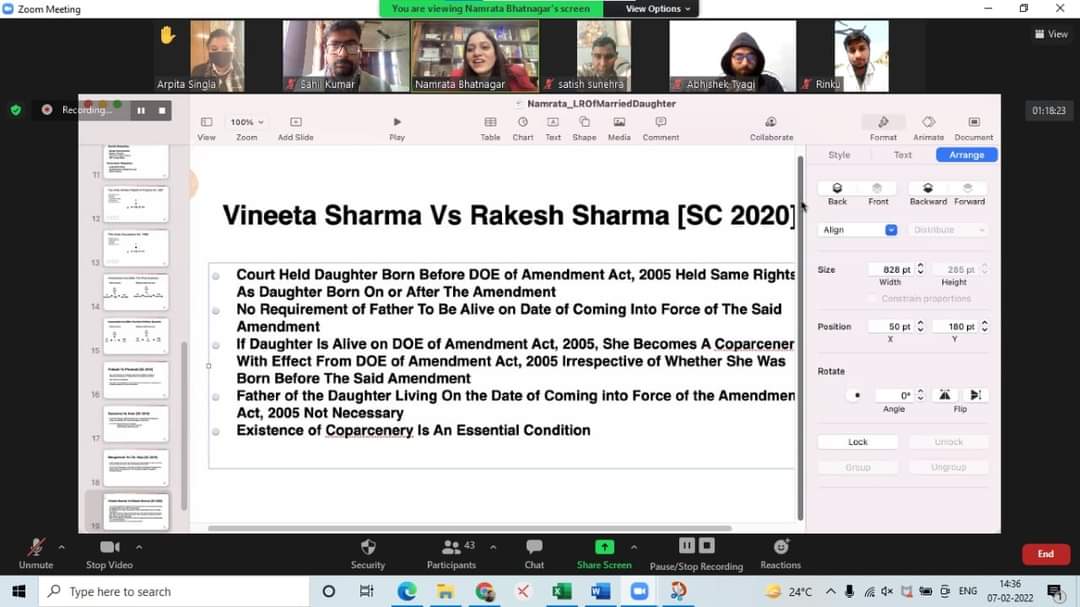 Zoom Meeting
You are viewing Namrata Bhatnagar's screen
View Options
View
Arpita Singla
Sahil Kumar
Namrata Bhatnagar
satish sunehra
Abhishek Tyagi
Rinku
Recording...
Namrata_LROfMarriedDaughter
01:18:23
100%
View
Zoom
Add Slide
Play
Table
Chart
Text
Shape
Media
Comment
Collaborate
Format
Animate
Document
Style
Text
Arrange
11
12
13
14
15
16
17
18
19
Vineeta Sharma Vs Rakesh Sharma [SC 2020]
Court Held Daughter Born Before DOE of Amendment Act, 2005 Held Same Rights
As Daughter Born On or After The Amendment
No Requirement of Father To Be Alive on Date of Coming Into Force of The Said
Amendment
If Daughter Is Alive on DOE of Amendment Act, 2005, She Becomes A Coparcener
With Effect From DOE of Amendment Act, 2005 Irrespective of Whether She Was
Born Before The Said Amendment
Father of the Daughter Living On the Date of Coming into Force of the Amendmen
Act, 2005 Not Necessary
Existence of Coparcenery Is An Essential Condition
Back
Front
Backward
Forward
Align
Distribute
Size
828 pt
285 pt
Width
Height
Constrain proportions
Position
50 pt
180 pt
X
Y
Rotate
0°
Angle
Flip
Lock
Unlock
Group
Ungroup
Unmute
Stop Video
Security
43
Participants
Chat
Share Screen
Pause/Stop Recording
Reactions
End
Type here to search
24°C
ENG
14:36
07-02-2022
1